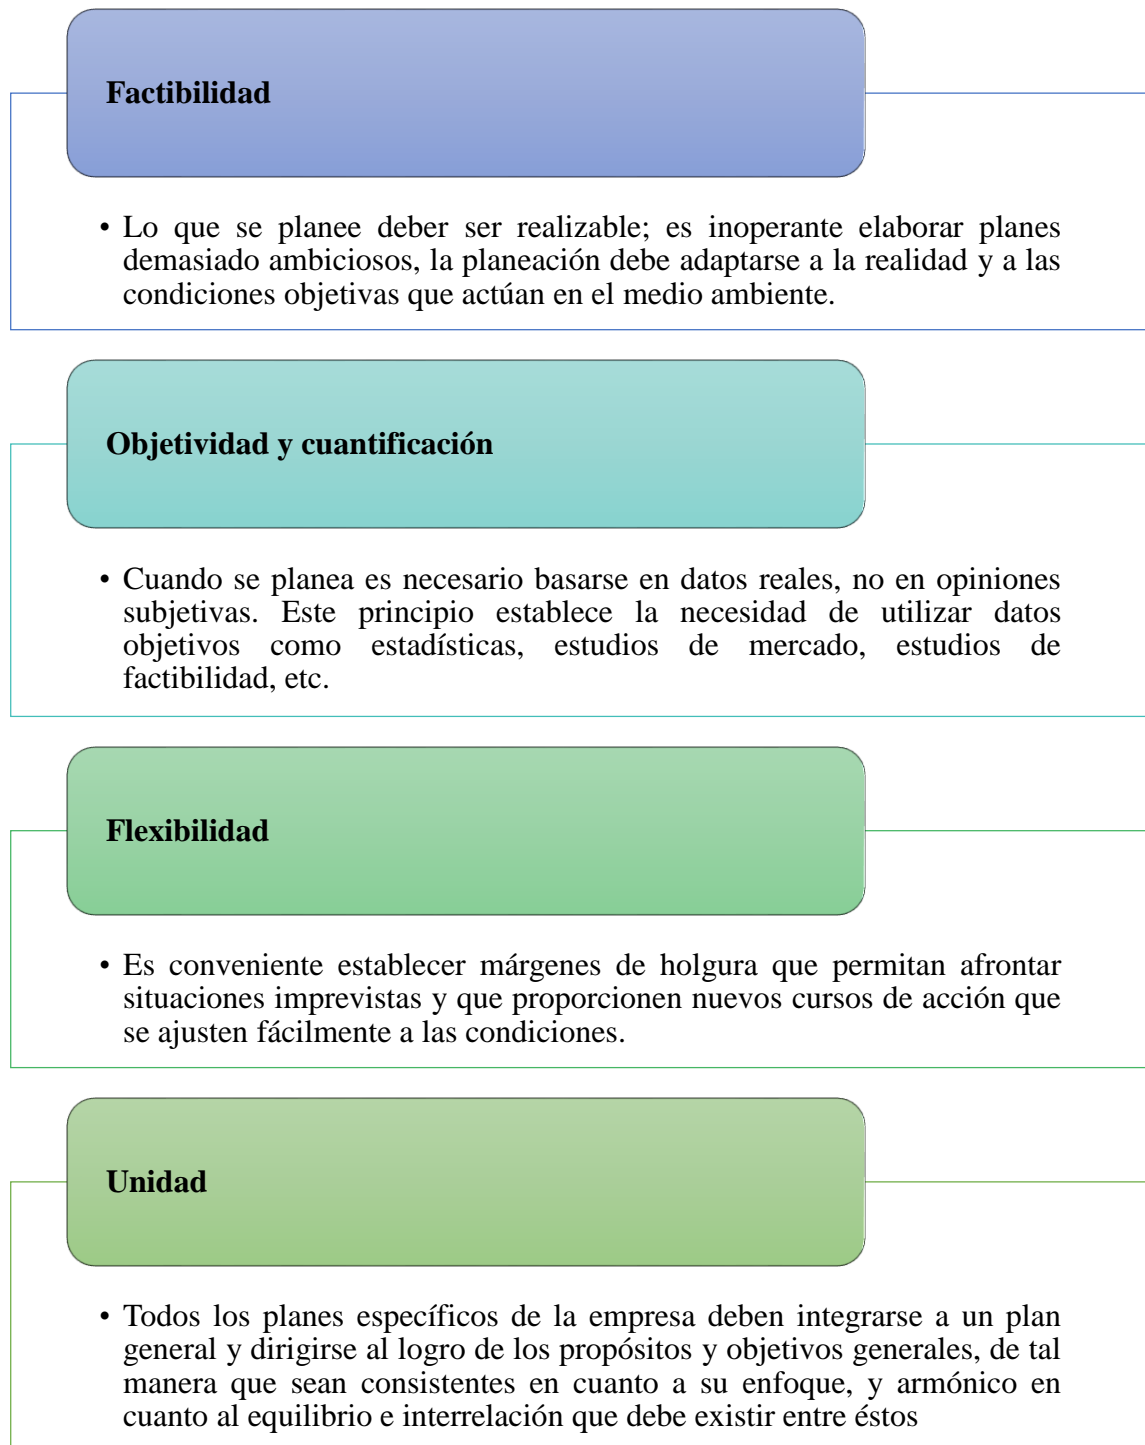 Factibilidad
• Lo que se planee deber ser realizable; es inoperante elaborar planes
demasiado ambiciosos, la planeación debe adaptarse a la realidad y a las
condiciones objetivas que actúan en el medio ambiente.
Objetividad y cuantificación
• Cuando se planea es necesario basarse en datos reales, no en opiniones
subjetivas. Este principio establece la necesidad de utilizar datos
objetivos como estadísticas, estudios de mercado, estudios de
factibilidad, etc.
Flexibilidad
• Es conveniente establecer márgenes de holgura que permitan afrontar
situaciones imprevistas y que proporcionen nuevos cursos de acción que
se ajusten fácilmente a las condiciones.
Unidad
• Todos los planes específicos de la empresa deben integrarse a un plan
general y dirigirse al logro de los propósitos y objetivos generales, de tal
manera que sean consistentes en cuanto a su enfoque, y armónico en
cuanto al equilibrio e interrelación que debe existir entre éstos